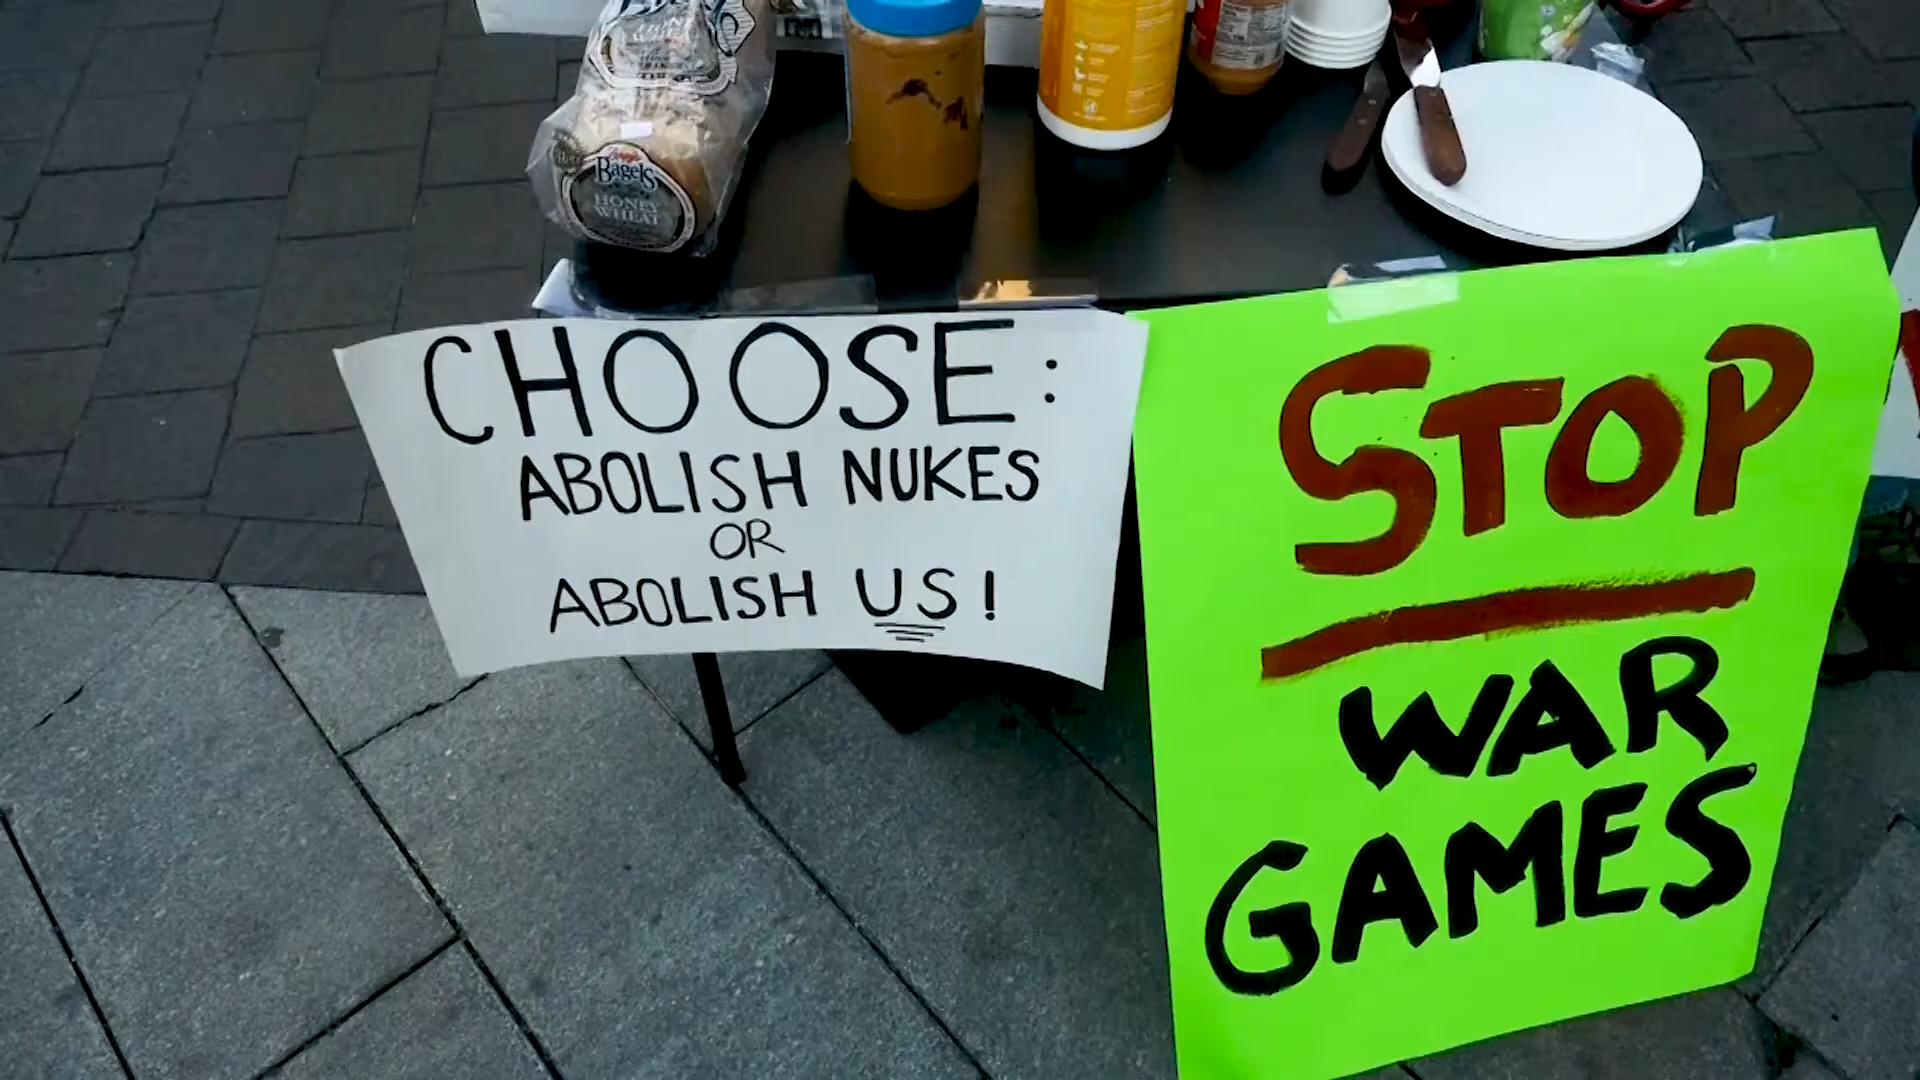 Bagels
HONEY
WHEAT
CHOOSE:
ABOLISH NUKES
OR
ABOLISH US!
STOP
WAR
GAMES